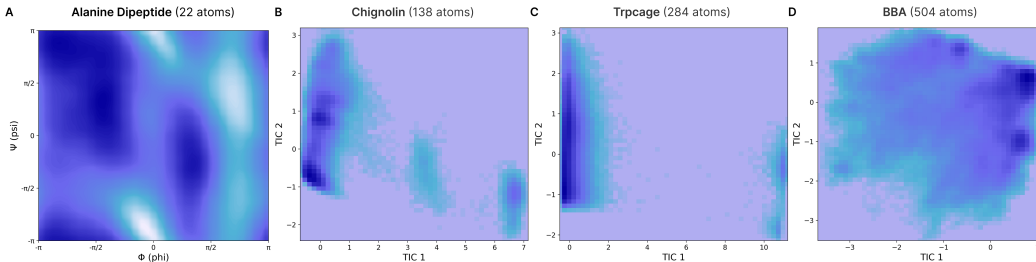 A
Alanine Dipeptide (22 atoms)
π
π/2
0
-π/2
-π
Ψ (psi)
-π
-π/2
0
π/2
π
Φ (phi)
B
Chignolin (138 atoms)
3
2
1
0
−1
−2
TIC 2
0
1
2
3
4
5
6
7
TIC 1
C
Trpcage (284 atoms)
3
2
1
0
−1
−2
TIC 2
0
2
4
6
8
10
TIC 1
D
BBA (504 atoms)
1
0
−1
−2
−3
TIC 2
−3
−2
−1
0
TIC 1